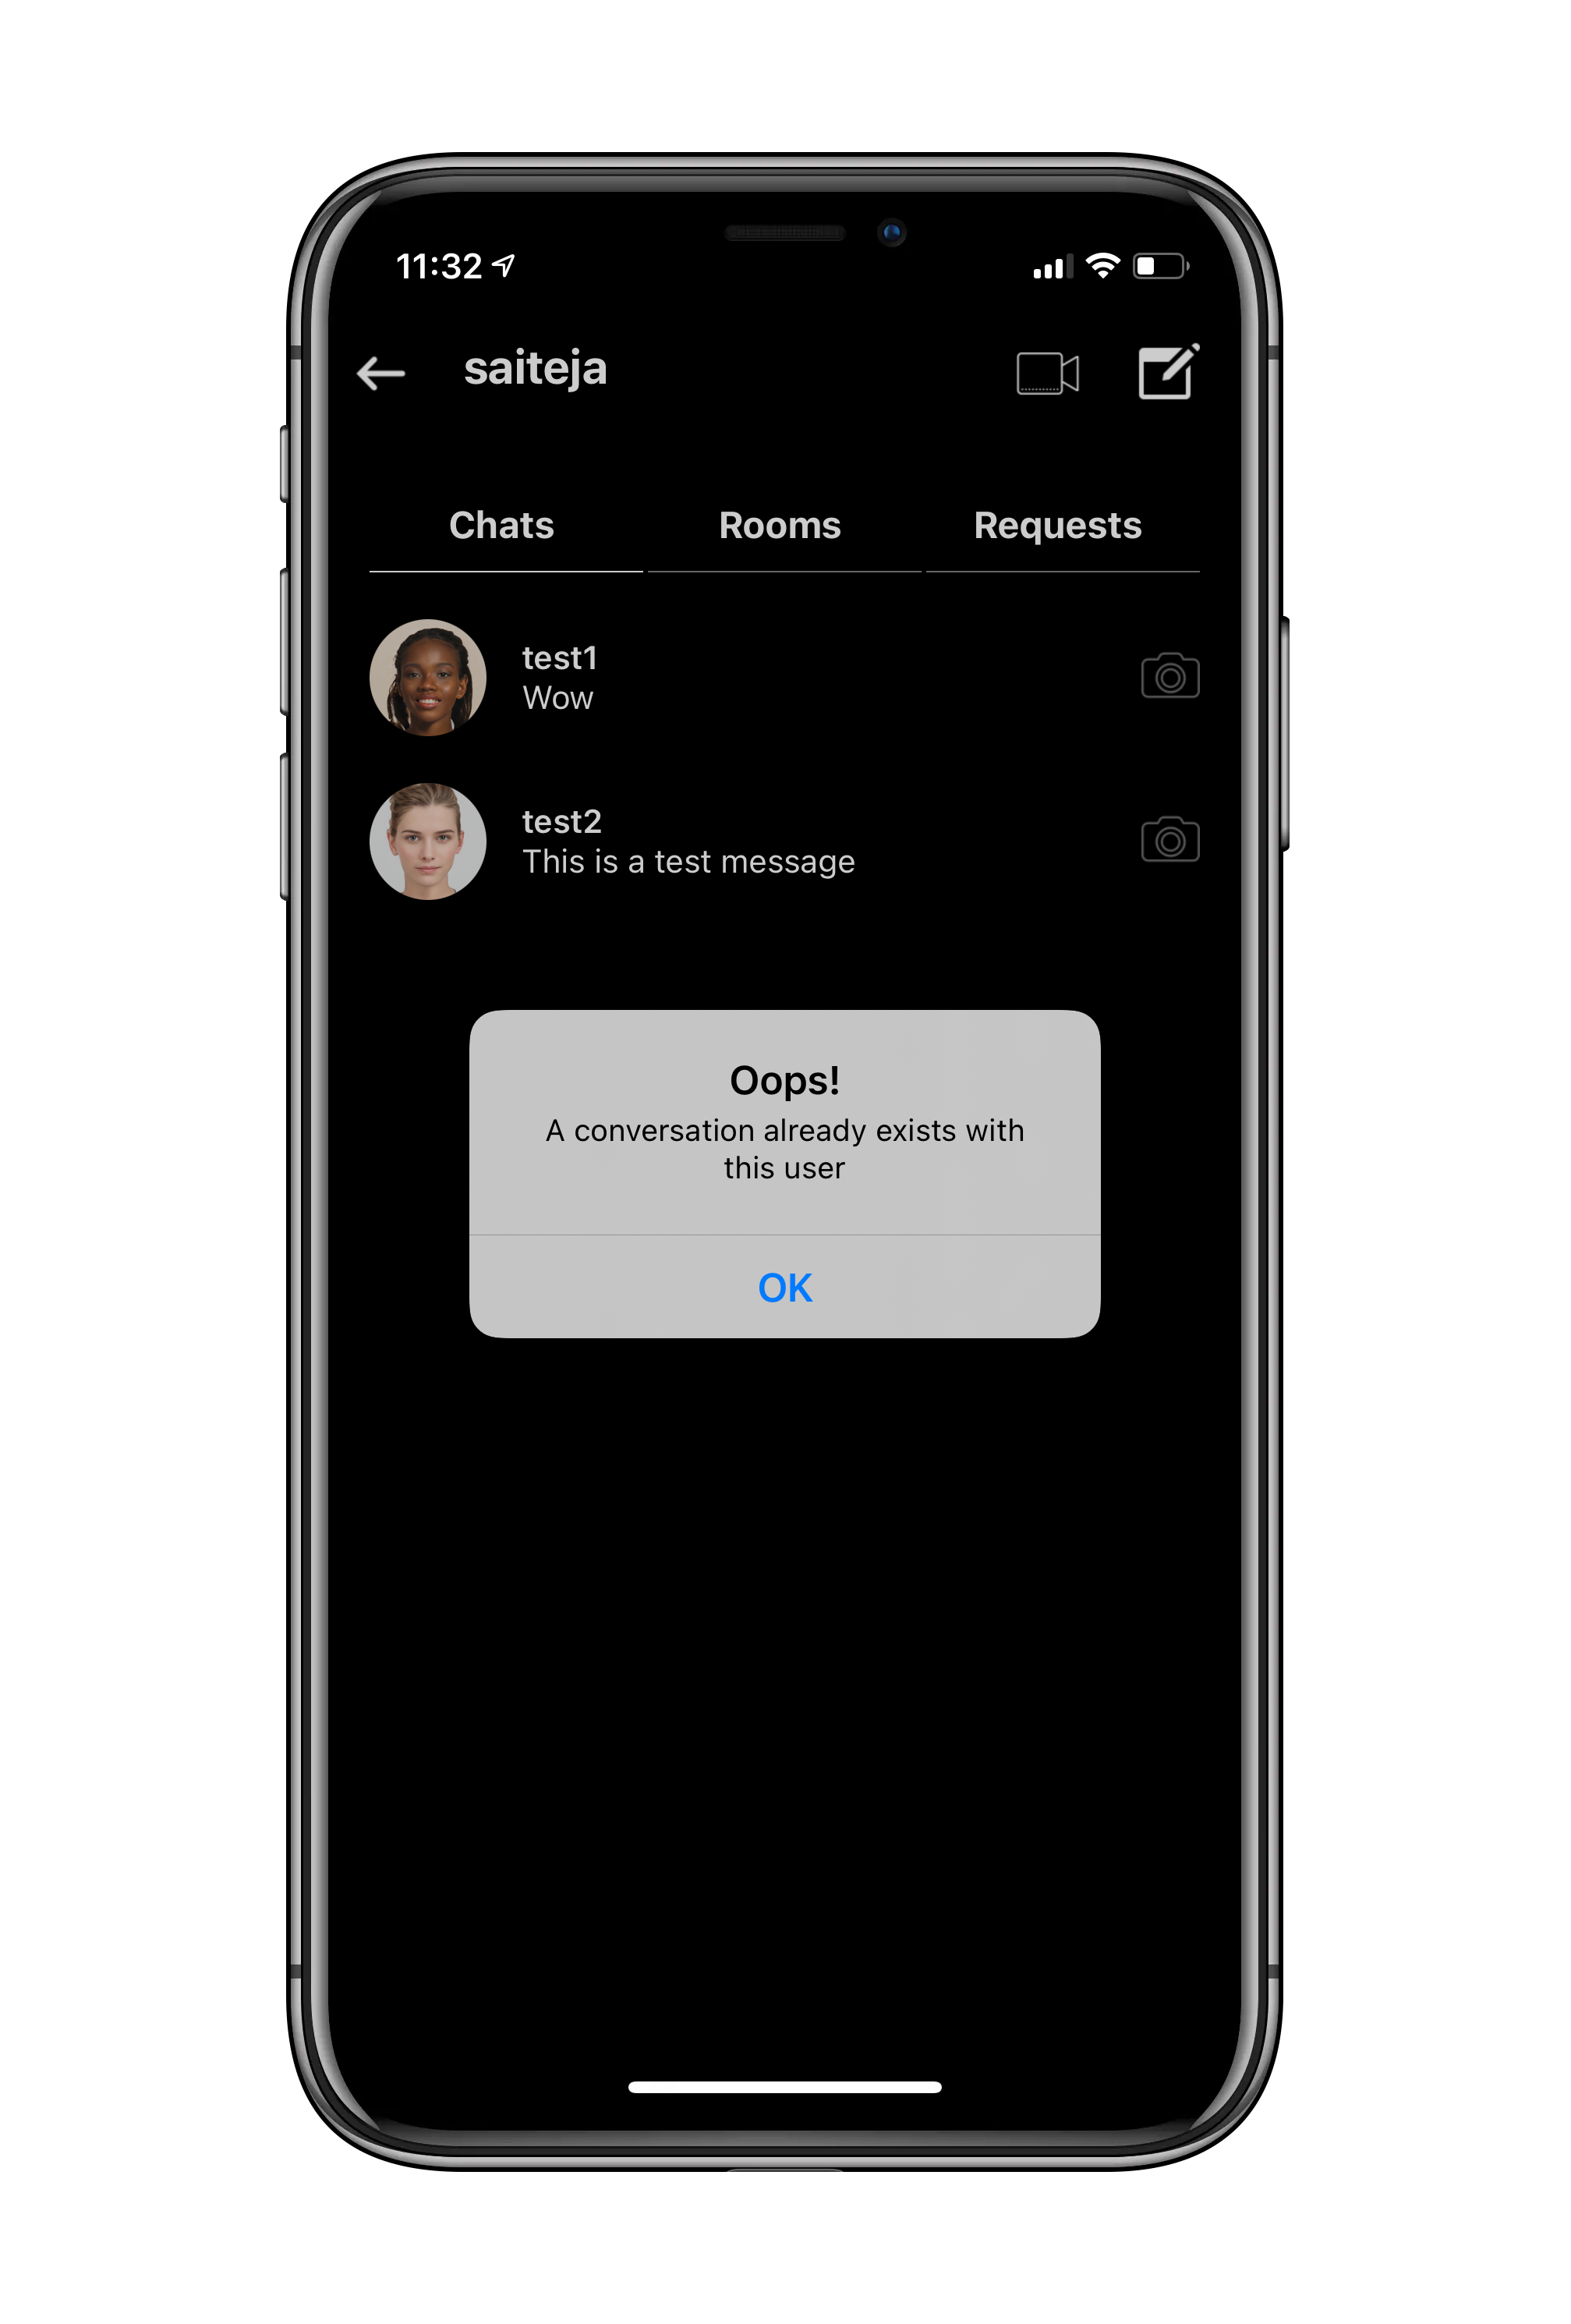 11:32
saiteja
Chats Rooms Requests
test1
Wow
test2
This is a test message
Oops!
A conversation already exists with
this user
OK